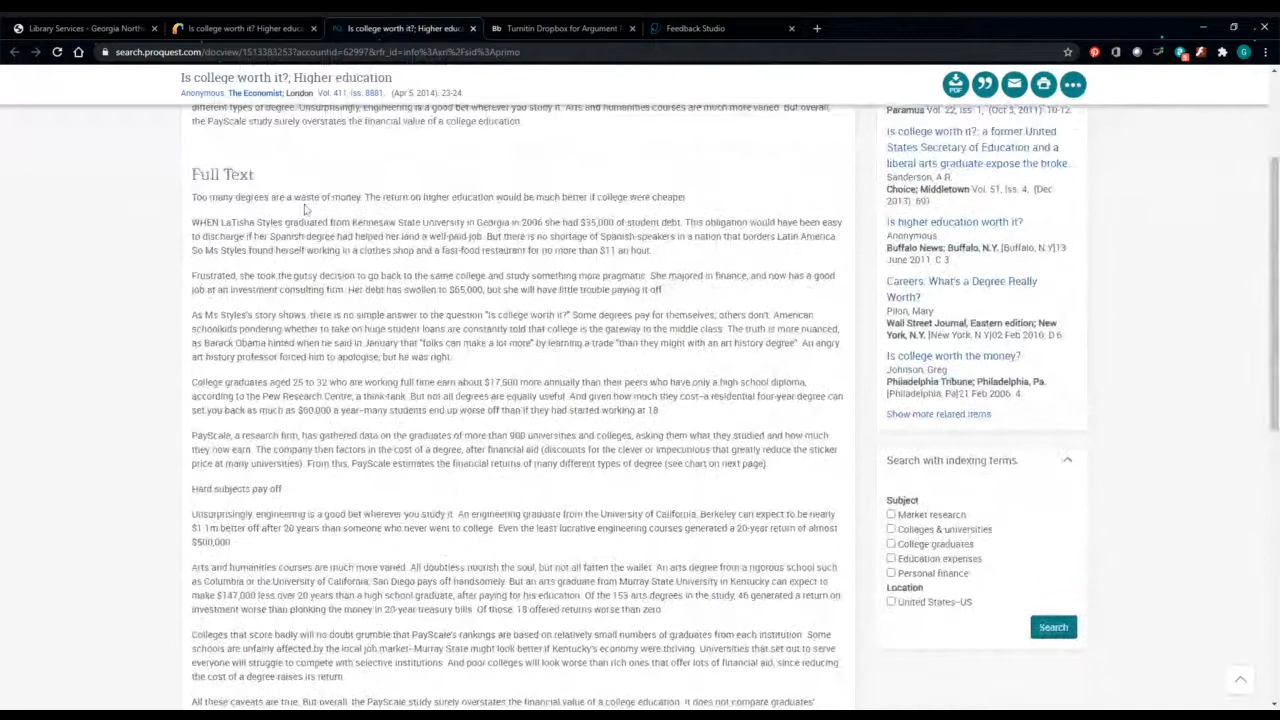 Library Services - Georgia North
Is college worth it? Higher educa
Is college worth it?; Higher educ
Bb Turnitin Dropbox for Argument E
Feedback Studio
search.proquest.com/docview/1513383253?accountid=62997&rfr_id=info%3Axri%2Fsid%3Aprimo
Is college worth it?; Higher education
Anonymous. The Economist; London Vol. 411, Iss. 8881, (Apr 5, 2014): 23-24.
PDF
different types of degree. Unsurprisingly, engineering is a good bet wherever you study it. Arts and humanities courses are much more varied. But overall,
the PayScale study surely overstates the financial value of a college education.
Full Text
Too many degrees are a waste of money. The return on higher education would be much better if college were cheaper
WHEN LaTisha Styles graduated from Kennesaw State University in Georgia in 2006 she had $35,000 of student debt. This obligation would have been easy
to discharge if her Spanish degree had helped her land a well-paid job. But there is no shortage of Spanish-speakers in a nation that borders Latin America.
So Ms Styles found herself working in a clothes shop and a fast-food restaurant for no more than $11 an hour.
Frustrated, she took the gutsy decision to go back to the same college and study something more pragmatic. She majored in finance, and now has a good
job at an investment consulting firm. Her debt has swollen to $65,000, but she will have little trouble paying it off.
As Ms Styles's story shows, there is no simple answer to the question "Is college worth it?" Some degrees pay for themselves; others don't. American
schoolkids pondering whether to take on huge student loans are constantly told that college is the gateway to the middle class. The truth is more nuanced,
as Barack Obama hinted when he said in January that "folks can make a lot more" by learning a trade "than they might with an art history degree". An angry
art history professor forced him to apologise, but he was right.
College graduates aged 25 to 32 who are working full time earn about $17,500 more annually than their peers who have only a high school diploma,
according to the Pew Research Centre, a think-tank. But not all degrees are equally useful. And given how much they cost--a residential four-year degree can
set you back as much as $60,000 a year--many students end up worse off than if they had started working at 18.
PayScale, a research firm, has gathered data on the graduates of more than 900 universities and colleges, asking them what they studied and how much
they now earn. The company then factors in the cost of a degree, after financial aid (discounts for the clever or impecunious that greatly reduce the sticker
price at many universities). From this, PayScale estimates the financial returns of many different types of degree (see chart on next page).
Hard subjects pay off
Unsurprisingly, engineering is a good bet wherever you study it. An engineering graduate from the University of California, Berkeley can expect to be nearly
$1.1m better off after 20 years than someone who never went to college. Even the least lucrative engineering courses generated a 20-year return of almost
$500,000.
Arts and humanities courses are much more varied. All doubtless nourish the soul, but not all fatten the wallet. An arts degree from a rigorous school such
as Columbia or the University of California, San Diego pays off handsomely. But an arts graduate from Murray State University in Kentucky can expect to
make $147,000 less over 20 years than a high school graduate, after paying for his education. Of the 153 arts degrees in the study, 46 generated a return on
investment worse than plonking the money in 20-year treasury bills. Of those, 18 offered returns worse than zero.
Colleges that score badly will no doubt grumble that PayScale's rankings are based on relatively small numbers of graduates from each institution. Some
schools are unfairly affected by the local job market--Murray State might look better if Kentucky's economy were thriving. Universities that set out to serve
everyone will struggle to compete with selective institutions. And poor colleges will look worse than rich ones that offer lots of financial aid, since reducing
the cost of a degree raises its return.
All these caveats are true. But overall, the PayScale study surely overstates the financial value of a college education. It does not compare graduates'
Paramus Vol. 22, Iss. 1, (Oct 3, 2011): 10-12.
Is college worth it?: a former United
States Secretary of Education and a
liberal arts graduate expose the broke...
Sanderson, A R.
Choice; Middletown Vol. 51, Iss. 4, (Dec
2013): 693.
Is higher education worth it?
Anonymous
Buffalo News; Buffalo, N.Y. [Buffalo, N.Y]13
June 2011: C.3.
Careers: What's a Degree Really
Worth?
Pilon, Mary
Wall Street Journal, Eastern edition; New
York, N.Y. [New York, N.Y]02 Feb 2010: D.6.
Is college worth the money?
Johnson, Greg
Philadelphia Tribune; Philadelphia, Pa.
[Philadelphia, Pa]21 Feb 2006: 4.
Show more related items
Search with indexing terms
Subject
Market research
Colleges & universities
College graduates
Education expenses
Personal finance
Location
United States--US
Search